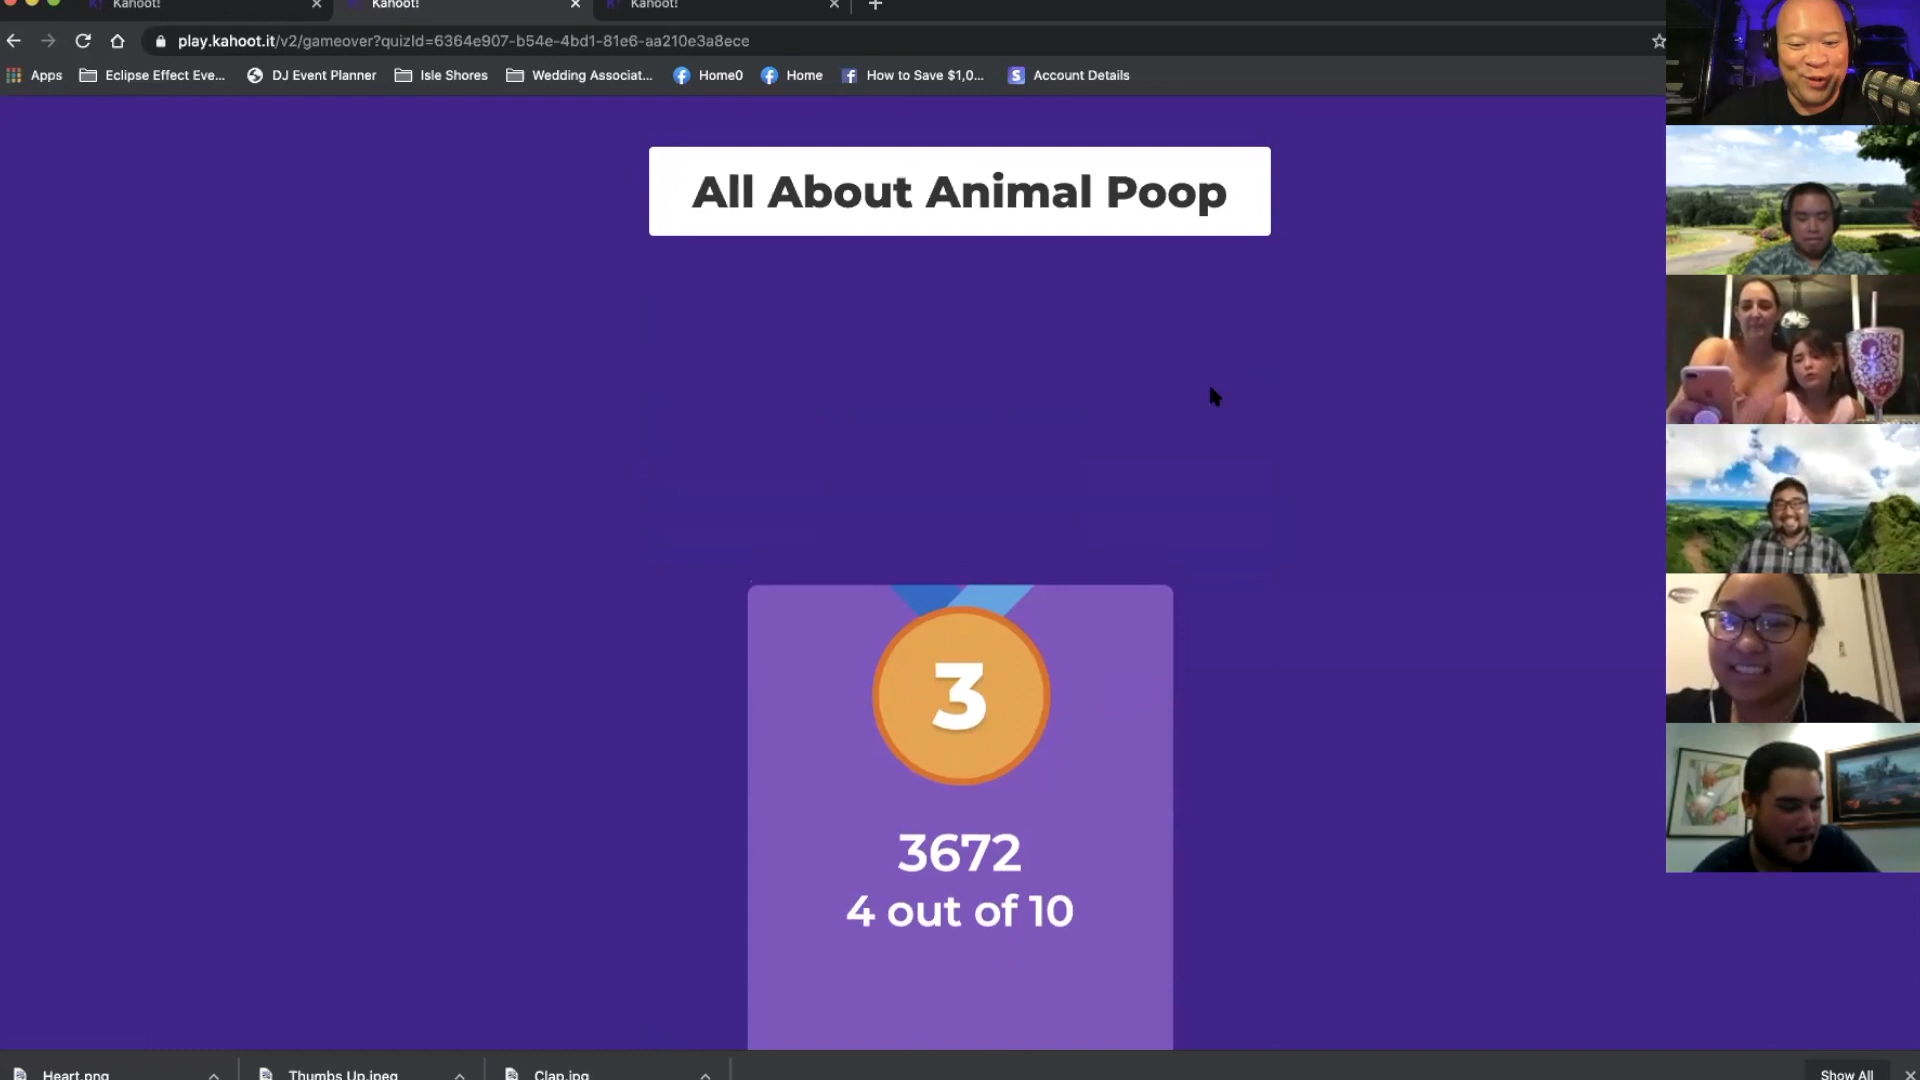 Kahoot!
Kahoot!
Kahoot!
play.kahoot.it/v2/gameover?quizId=6364e907-b54e-4bd1-81e6-aa210e3a8ece
Apps
Eclipse Effect Eve...
DJ Event Planner
Isle Shores
Wedding Associat...
Home0
Home
How to Save $1,0...
S
Account Details
All About Animal Poop
3
3672
4 out of 10
Heart.png
Thumbs Up.jpeg
Clap.jpg
Show All